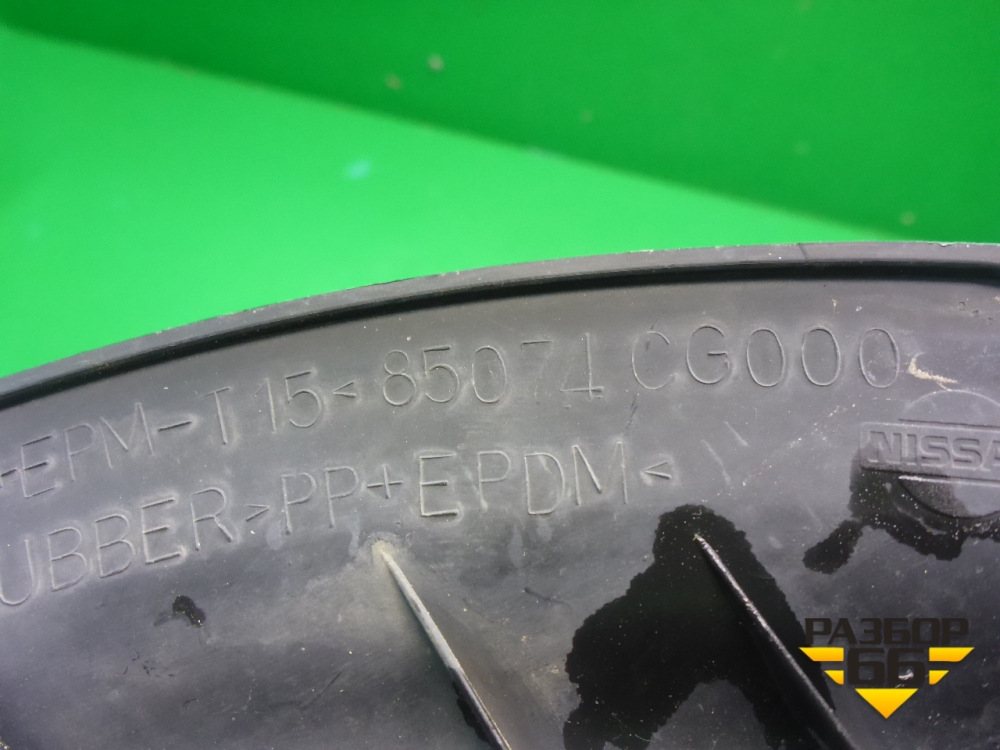 +EPM-T15< 85074 CG000
NISSA
UBBER>PP+EPDM<
РАЗБОР
66